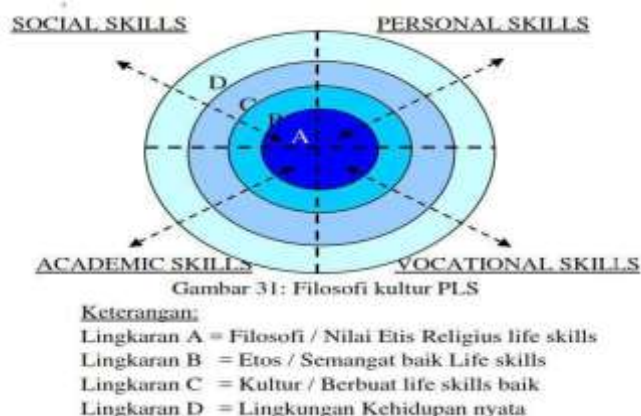 SOCIAL SKILLS
PERSONAL SKILLS
D
C
B
A
ACADEMIC SKILLS
VOCATIONAL SKILLS
Gambar 31: Filosofi kultur PLS
Keterangan:
Lingkaran A = Filosofi / Nilai Etis Religius life skills
Lingkaran B = Etos / Semangat baik Life skills
Lingkaran C = Kultur / Berbuat life skills baik
Lingkaran D = Lingkungan Kehidupan nyata